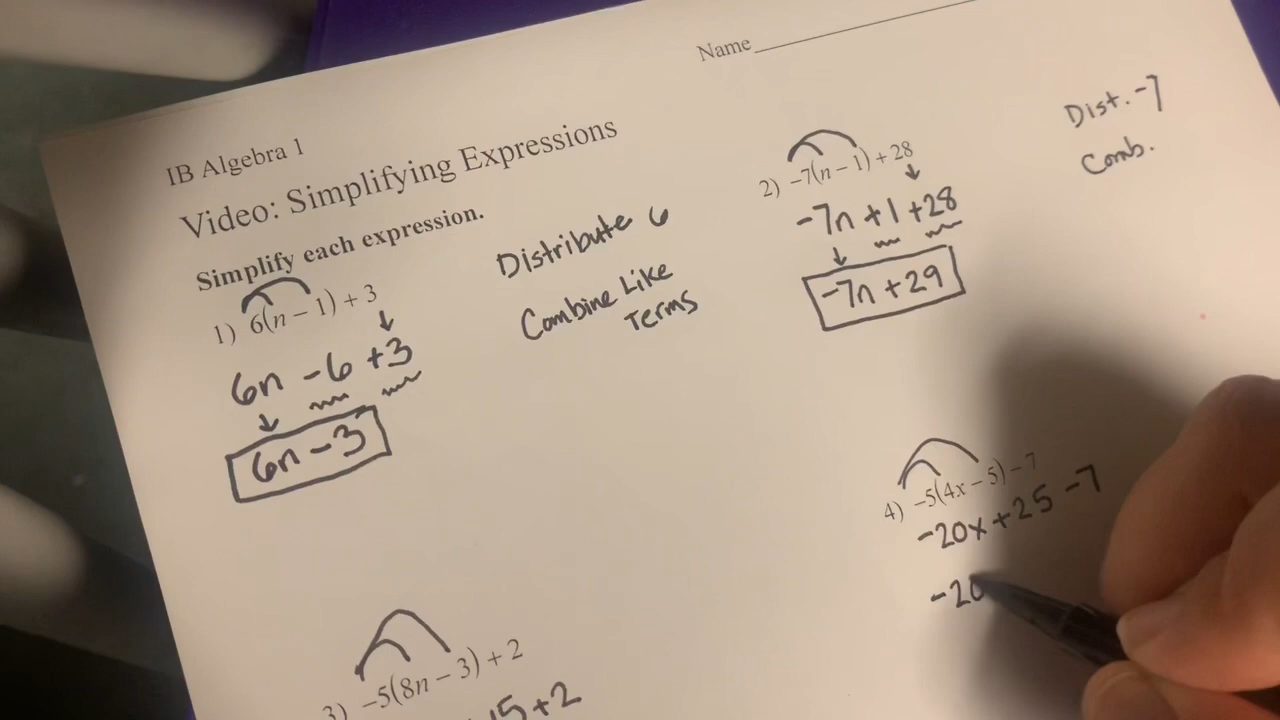 Name
IB Algebra 1
Video: Simplifying Expressions
Simplify each expression.
1) 6(n − 1) + 3
6n -6 +3
6n - 3
Distribute 6
Combine Like
Terms
2) −7(n − 1) + 28
-7n +1 +28
-7n +29
Dist. -7
Comb.
3) −5(8n − 3) + 2
15+2
4) −5(4x − 5) − 7
-20x +25 -7
-20